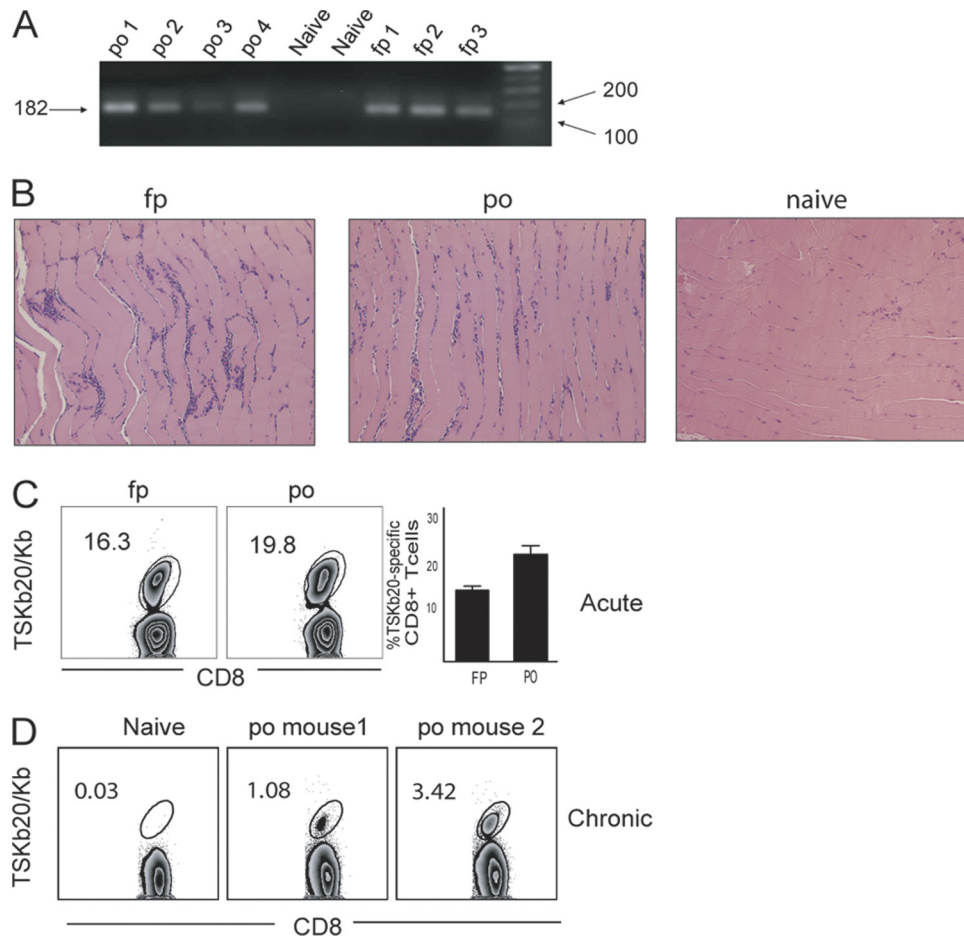 A
po 1 po 2 po 3 po 4 Naive Naive fp 1 fp 2 fp 3
182
200
100
B
fp po naive
C
fp po
TSKb20/Kb
16.3
19.8
CD8
%TSKb20-specific
CD8+ Tcells
30
20
10
FP PO
Acute
D
Naive po mouse1 po mouse 2
TSKb20/Kb
0.03
1.08
3.42
CD8
Chronic